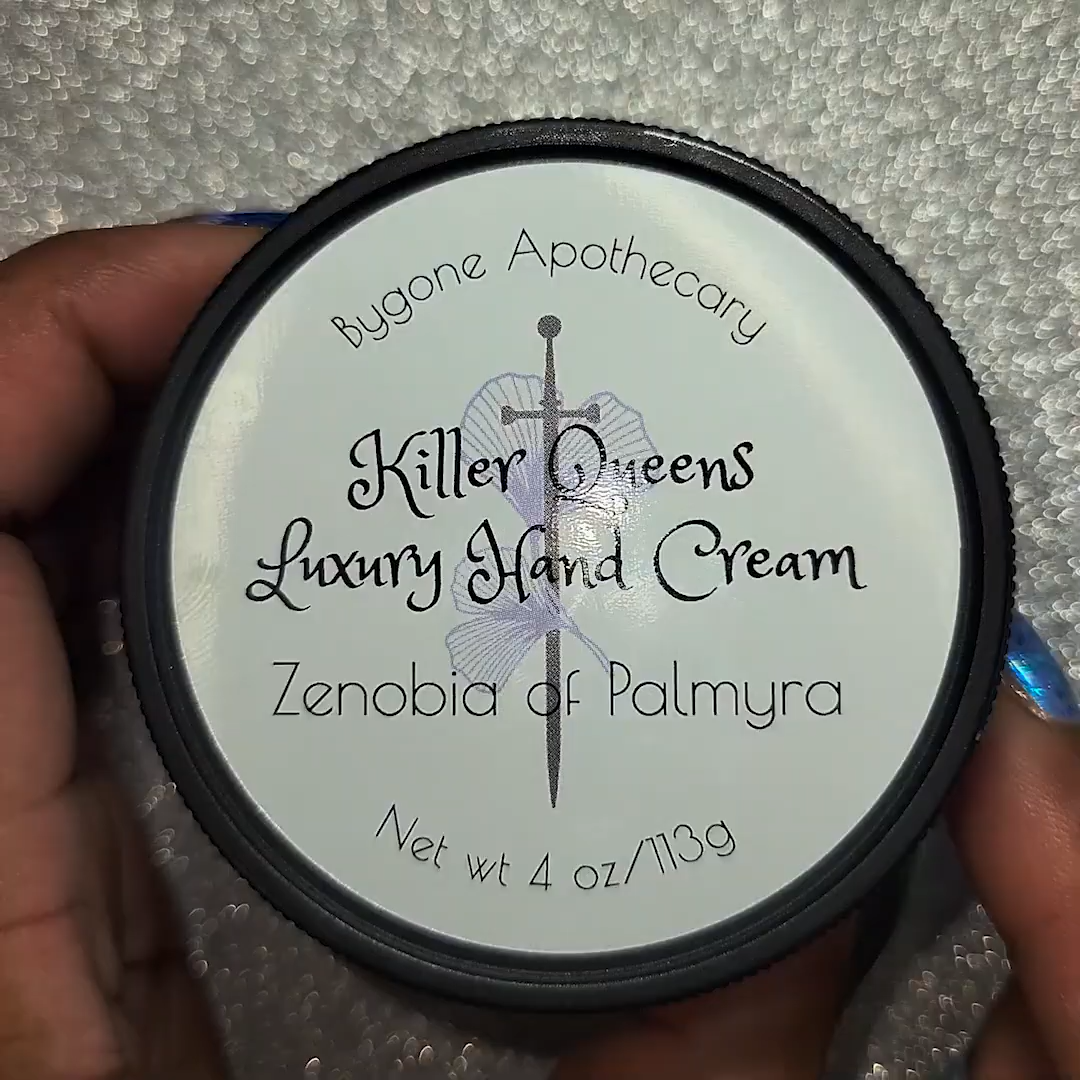 Bygone Apothecary
Killer Queens
Luxury Hand Cream
Zenobia of Palmyra
Net wt 4 oz/113g